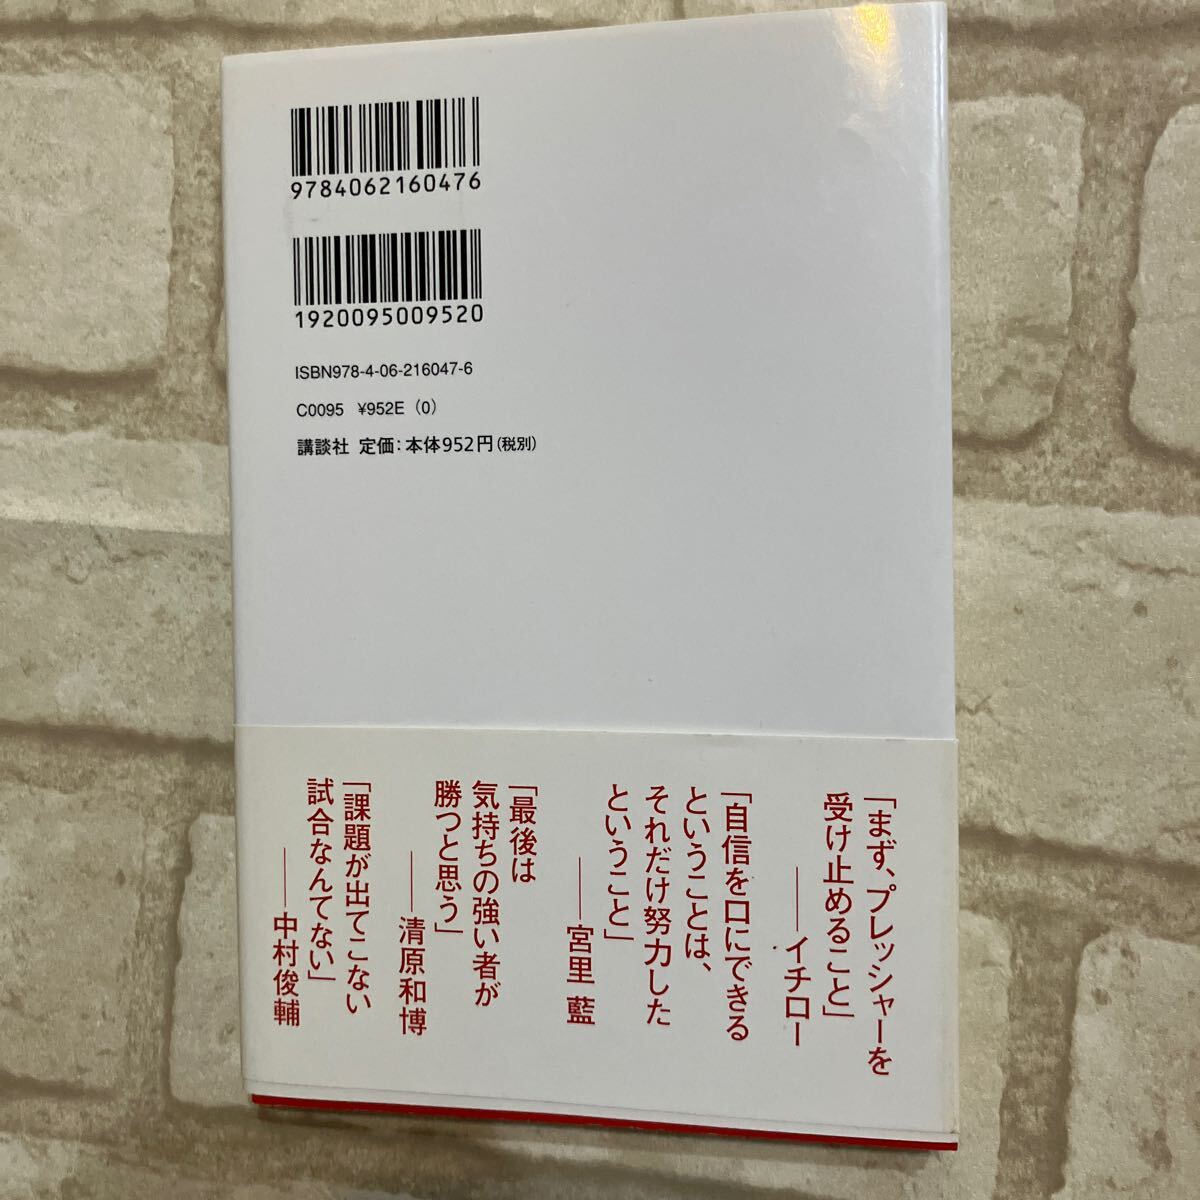 9784062160476
1920095009520
ISBN978-4-06-216047-6
C0095 ¥952E (0)
講談社 定価:本体952円(税別)
「まず、プレッシャーを
受け止めること」
――イチロー
「自信を口にできる
ということは、
それだけ努力した
ということ」
――宮里 藍
「最後は
気持ちの強い者が
勝つと思う」
――清原和博
「課題が出てこない
試合なんてない」
――中村俊輔